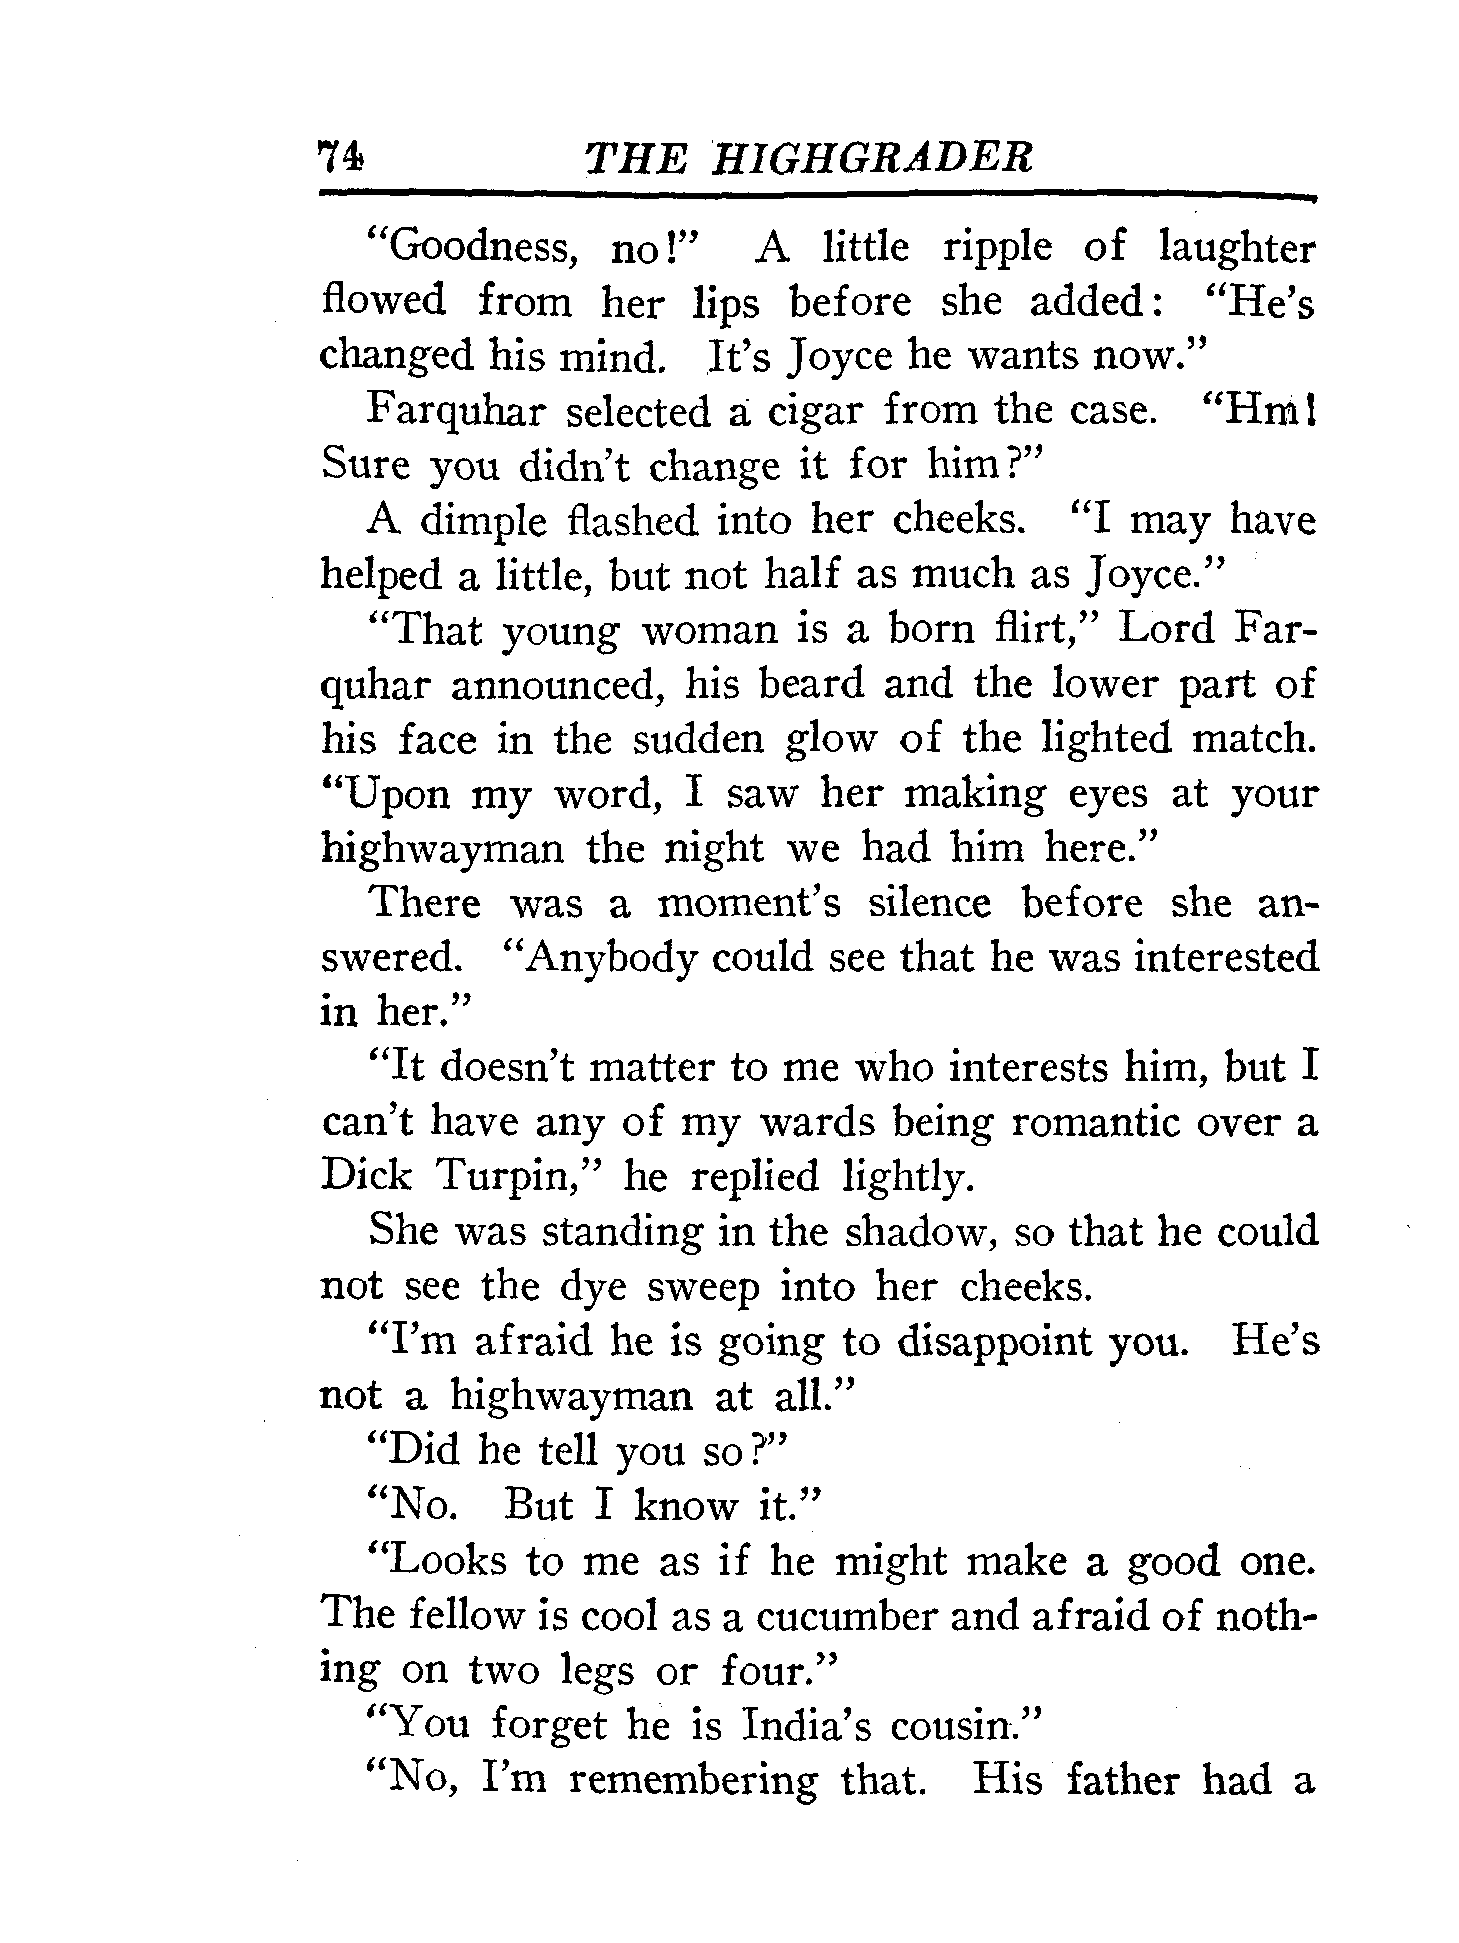 74 THE HIGHGRADER
“Goodness, no!” A little ripple of laughter
flowed from her lips before she added: “He’s
changed his mind. It’s Joyce he wants now.”
Farquhar selected a cigar from the case. “Hm!
Sure you didn’t change it for him?”
A dimple flashed into her cheeks. “I may have
helped a little, but not half as much as Joyce.”
“That young woman is a born flirt,” Lord Far-
quhar announced, his beard and the lower part of
his face in the sudden glow of the lighted match.
“Upon my word, I saw her making eyes at your
highwayman the night we had him here.”
There was a moment’s silence before she an-
swered. “Anybody could see that he was interested
in her.”
“It doesn’t matter to me who interests him, but I
can’t have any of my wards being romantic over a
Dick Turpin,” he replied lightly.
She was standing in the shadow, so that he could
not see the dye sweep into her cheeks.
“I’m afraid he is going to disappoint you. He’s
not a highwayman at all.”
“Did he tell you so?”
“No. But I know it.”
“Looks to me as if he might make a good one.
The fellow is cool as a cucumber and afraid of noth-
ing on two legs or four.”
“You forget he is India’s cousin.”
“No, I’m remembering that. His father had a